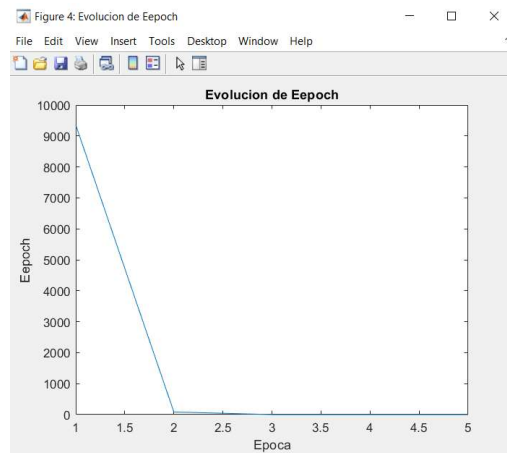 Figure 4: Evolucion de Eepoch
File Edit View Insert Tools Desktop Window Help
Evolucion de Eepoch
10000
9000
8000
7000
6000
5000
4000
3000
2000
1000
0
Eepoch
1 1.5 2 2.5 3 3.5 4 4.5 5
Epoca